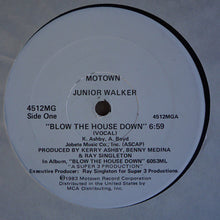 MOTOWN
JUNIOR WALKER
4512MG
Side One
4512MGA
"BLOW THE HOUSE DOWN" 6:59
(VOCAL)
K. Ashby, A. Boyd
Jobete Music Co., Inc. (ASCAP)
PRODUCED BY KERRY ASHBY, BENNY MEDINA
& RAY SINGLETON
In Album, "BLOW THE HOUSE DOWN" 6053ML
"A SUPER 3 PRODUCTION"
Executive Producer: Ray Singleton for Super 3 Productions
©1983 Motown Record Corporation
Distributed in the United States by
MCA Distributing Corp.